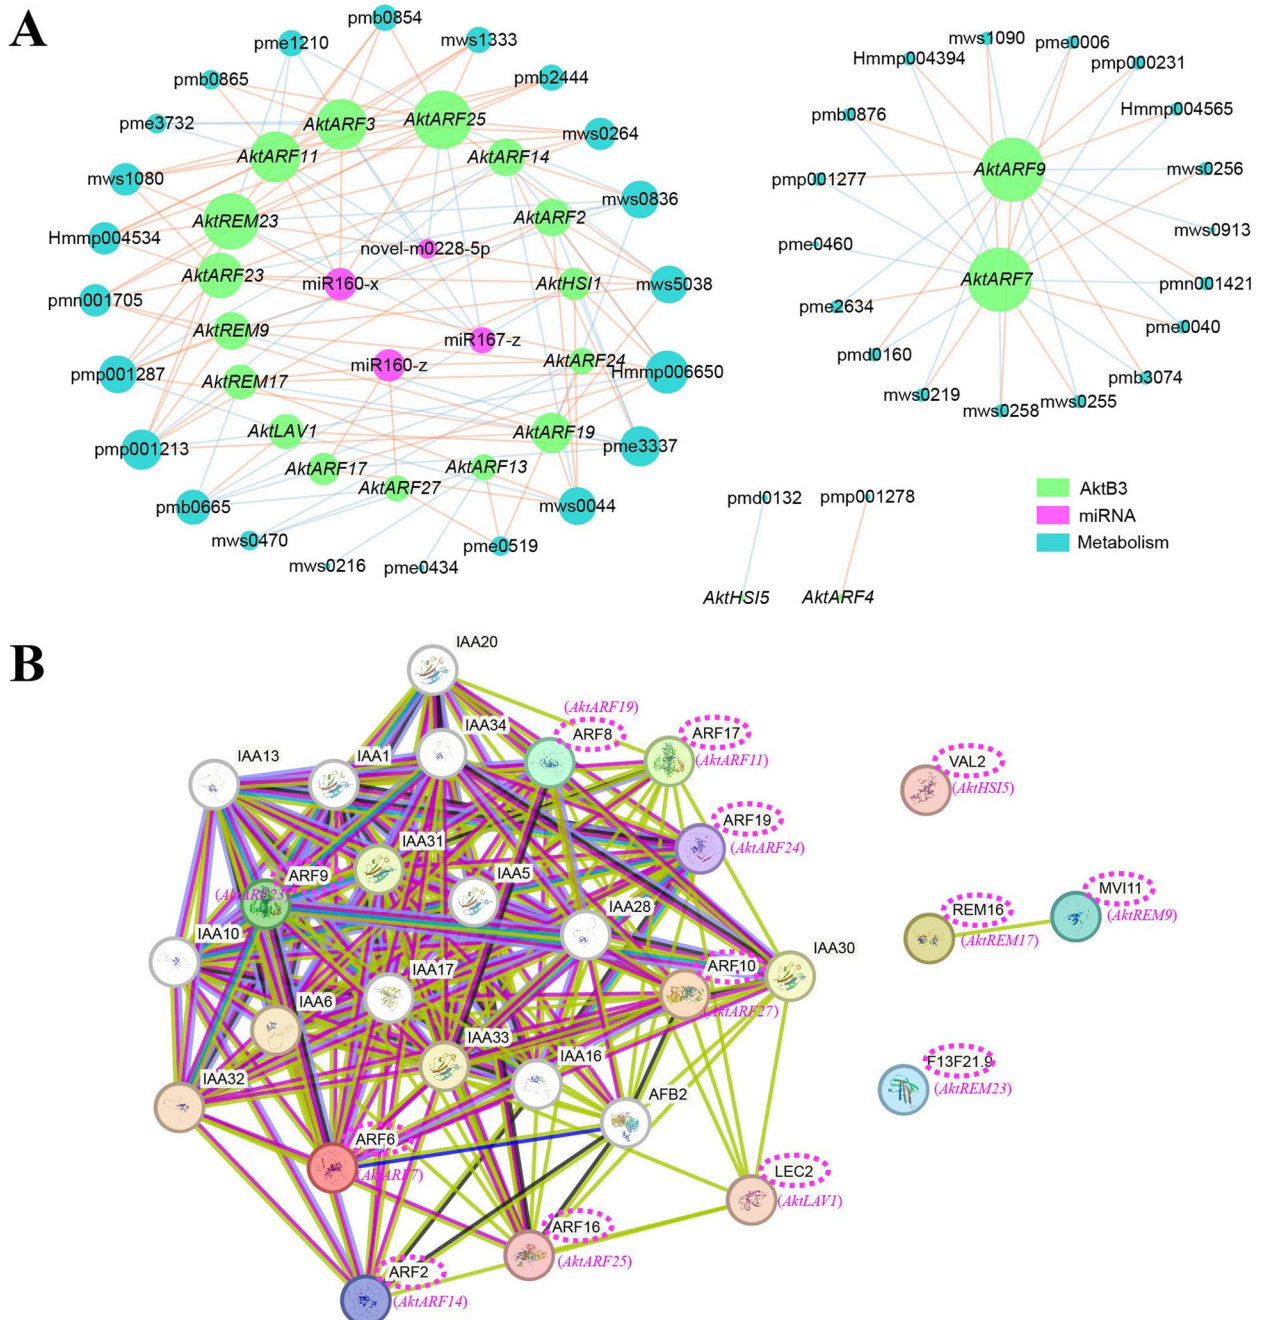 A
pmb0854
pme1210
mws1333
pmb0865
pmb2444
pme3732
AktARF3
AktARF25
mws0264
AktARF11
AktARF14
mws1080
mws0836
AktREM23
AktARF2
Hmmp004534
novel-m0228-5p
AktARF23
miR160-x
AktHSI1
mws5038
pmn001705
AktREM9
miR167-z
miR160-z
AktARF24
Hmmp006650
pmp001287
AktREM17
AktLAV1
AktARF19
pmp001213
pme3337
AktARF17
AktARF13
AktARF27
pmb0665
mws0044
mws0470
pme0519
mws0216
pme0434
mws1090
pme0006
Hmmp004394
pmp000231
pmb0876
Hmmp004565
AktARF9
mws0256
pmp001277
mws0913
pme0460
AktARF7
pmn001421
pme2634
pme0040
pmd0160
pmb3074
mws0219
mws0258
mws0255
pmd0132
pmp001278
AktHSI5
AktARF4
AktB3
miRNA
Metabolism
B
IAA20
IAA34
(AktARF19)
ARF8
ARF17
(AktARF11)
IAA13
IAA1
VAL2
(AktHSI5)
ARF19
(AktARF24)
IAA31
ARF9
(AktARF23)
IAA5
IAA28
MVI11
(AktREM9)
REM16
(AktREM17)
IAA10
IAA17
ARF10
(AktARF27)
IAA30
IAA6
IAA33
IAA16
F13F21.9
(AktREM23)
IAA32
AFB2
ARF6
(AktARF7)
LEC2
(AktLAV1)
ARF16
(AktARF25)
ARF2
(AktARF14)